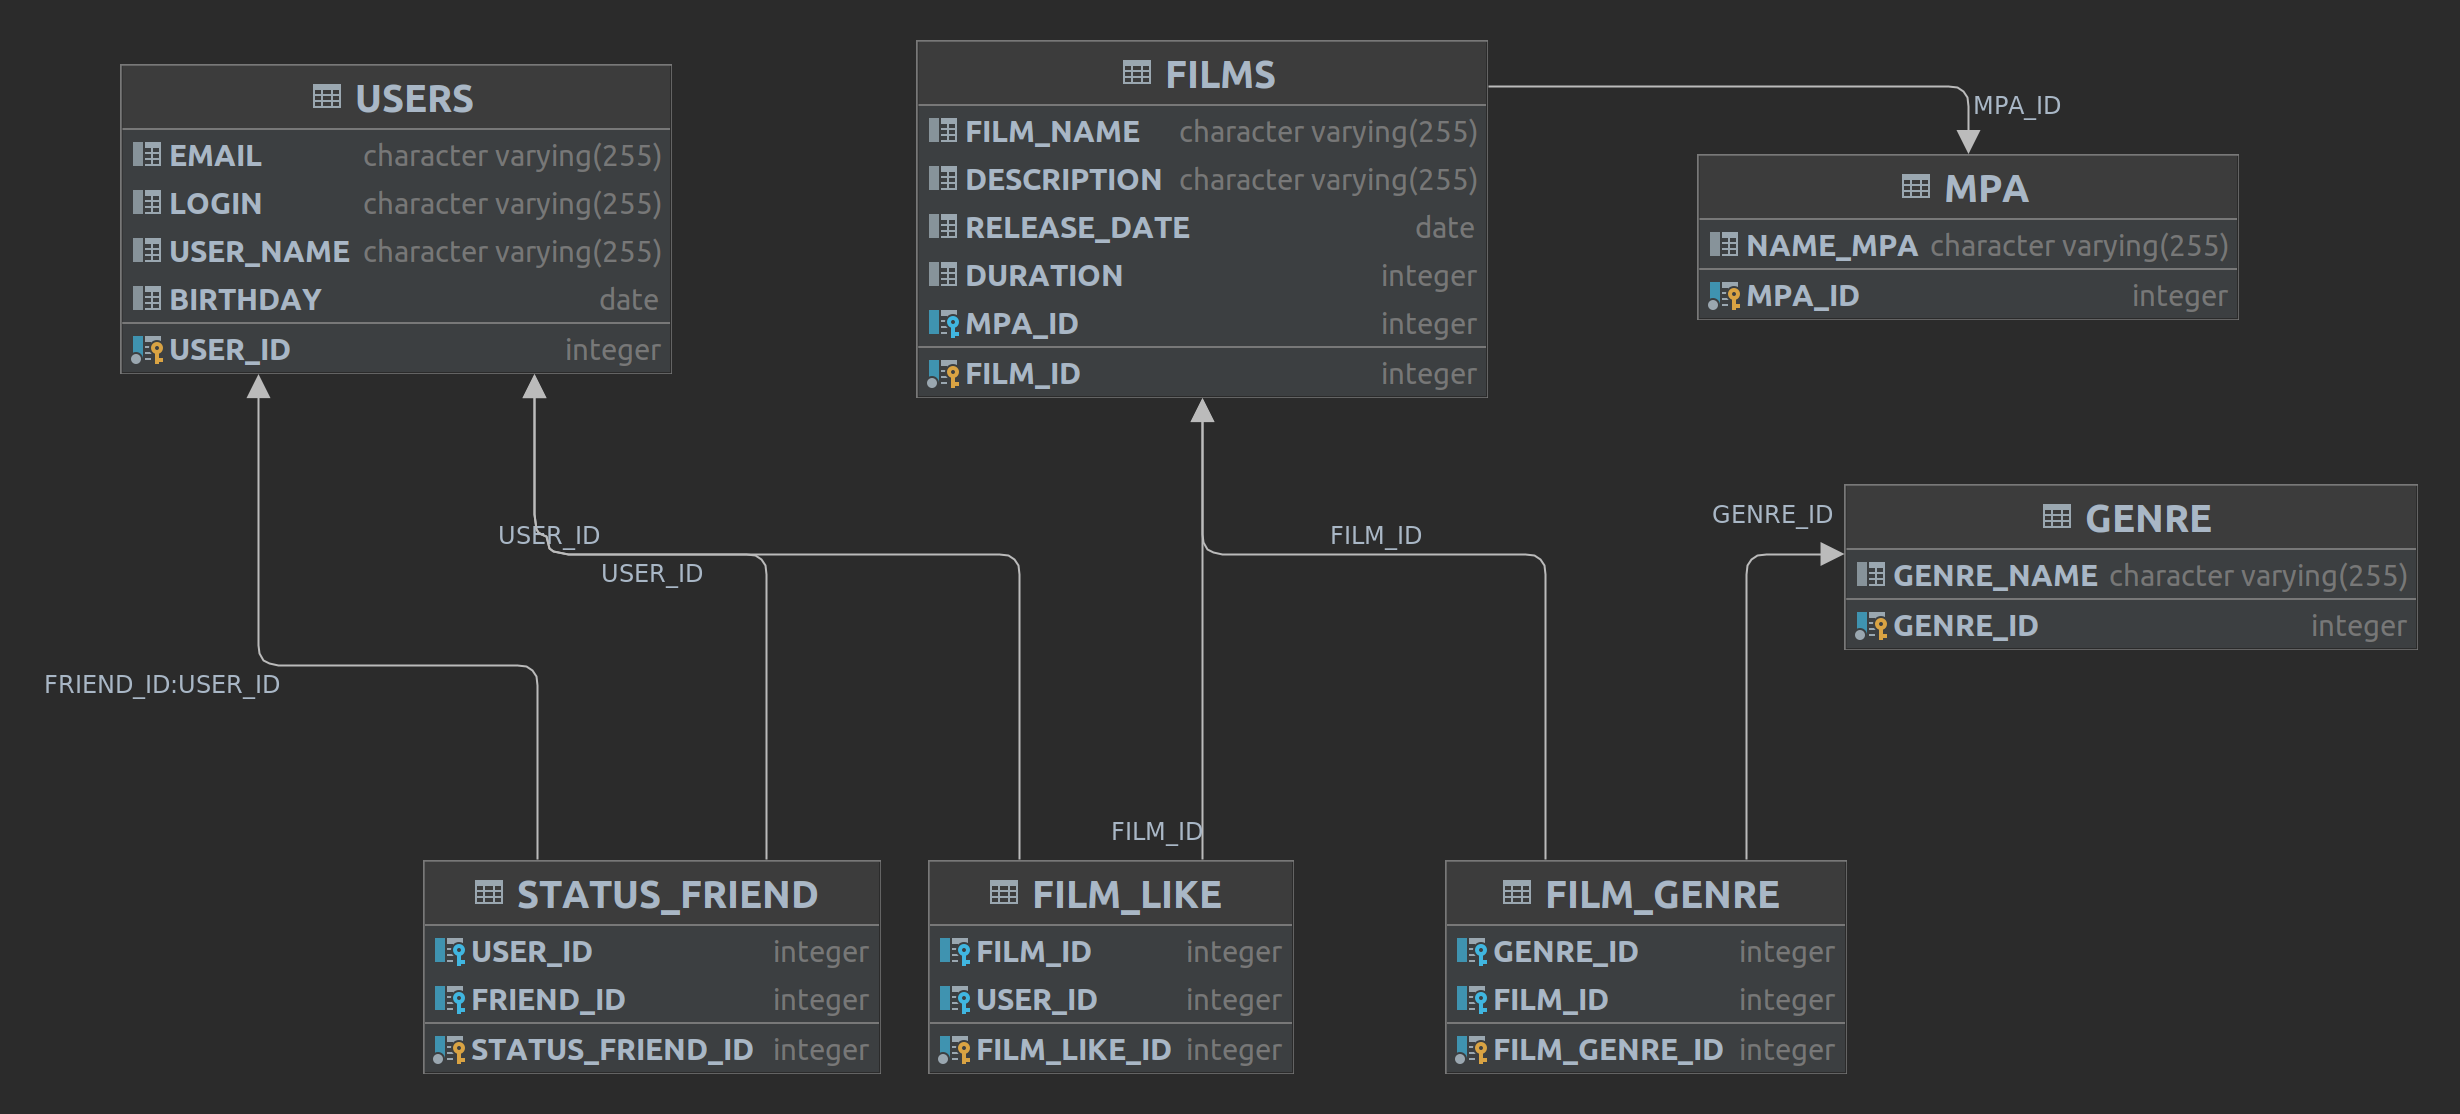 USERS
EMAIL character varying(255)
LOGIN character varying(255)
USER_NAME character varying(255)
BIRTHDAY date
USER_ID integer
FILMS
FILM_NAME character varying(255)
DESCRIPTION character varying(255)
RELEASE_DATE date
DURATION integer
MPA_ID integer
FILM_ID integer
MPA_ID
MPA
NAME_MPA character varying(255)
MPA_ID integer
GENRE_ID
GENRE
GENRE_NAME character varying(255)
GENRE_ID integer
USER_ID
USER_ID
FILM_ID
FRIEND_ID:USER_ID
FILM_ID
STATUS_FRIEND
USER_ID integer
FRIEND_ID integer
STATUS_FRIEND_ID integer
FILM_LIKE
FILM_ID integer
USER_ID integer
FILM_LIKE_ID integer
FILM_GENRE
GENRE_ID integer
FILM_ID integer
FILM_GENRE_ID integer